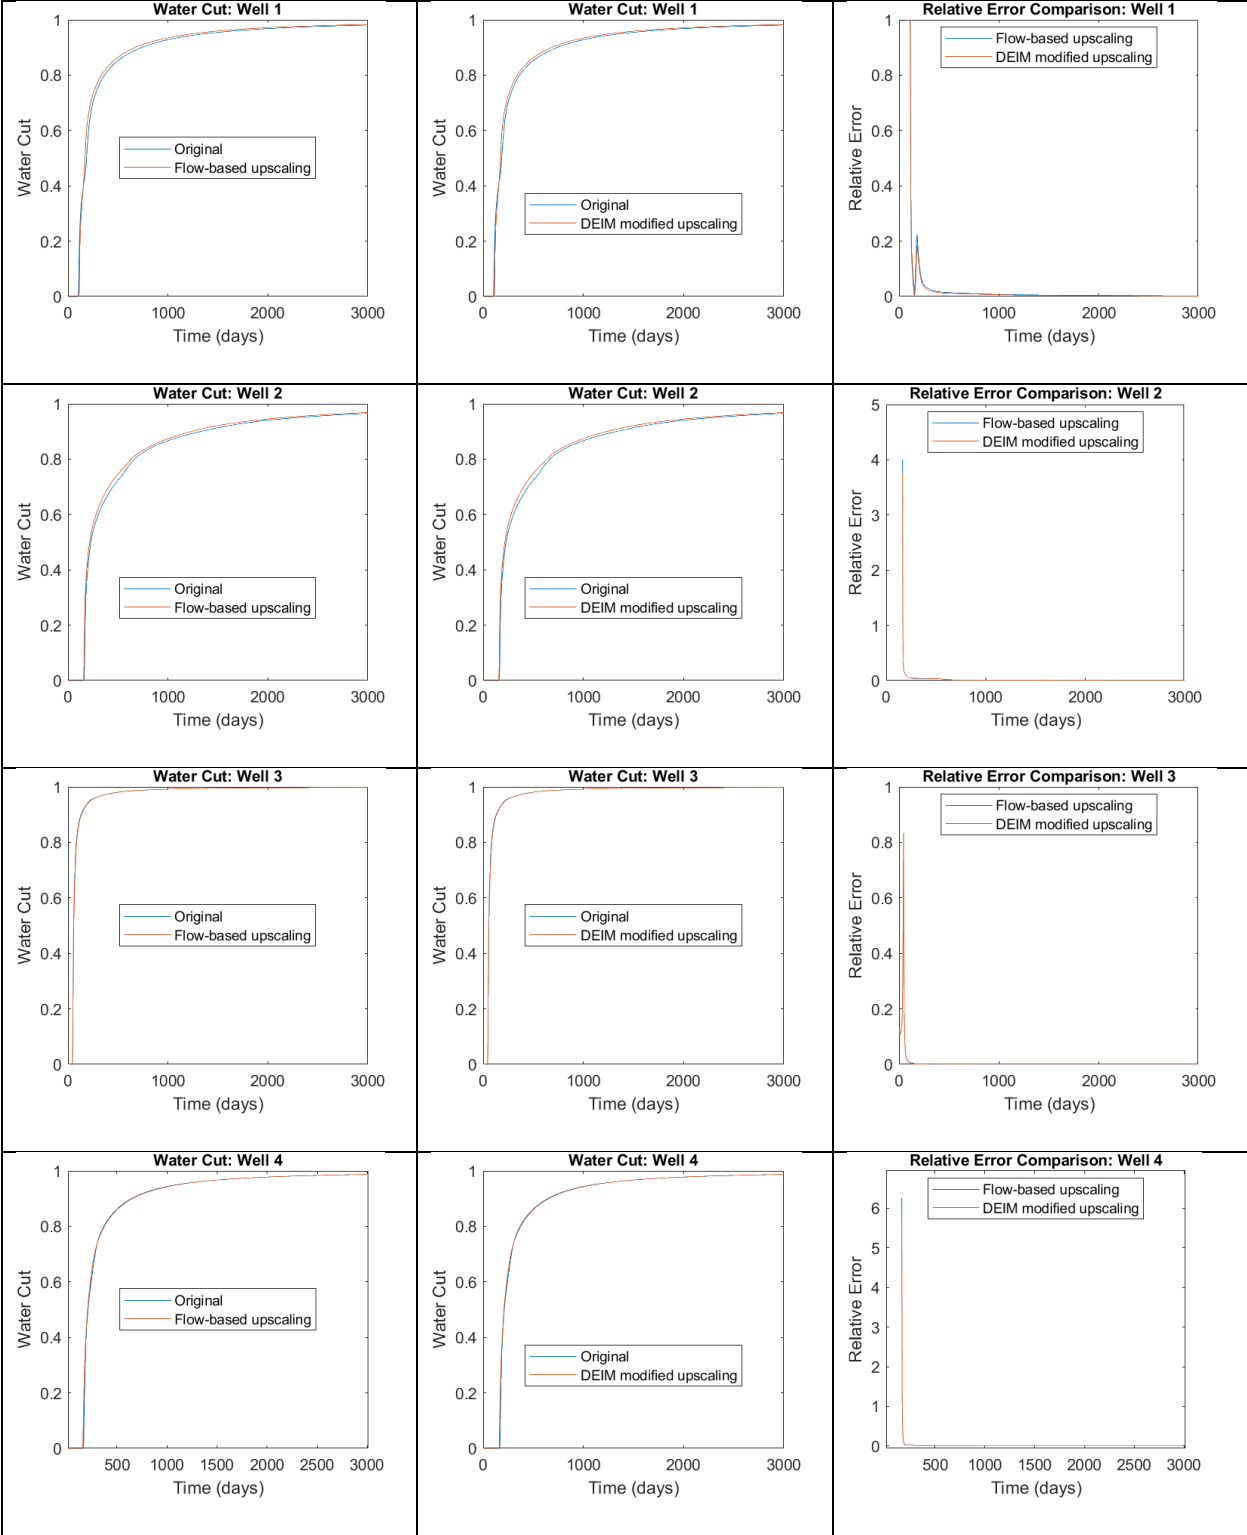 Water Cut: Well 1
1
0.8
0.6
0.4
0.2
0
Water Cut
Original
Flow-based upscaling
0 1000 2000 3000
Time (days)
Water Cut: Well 1
1
0.8
0.6
0.4
0.2
0
Water Cut
Original
DEIM modified upscaling
0 1000 2000 3000
Time (days)
Relative Error Comparison: Well 1
1
0.8
0.6
0.4
0.2
0
Relative Error
Flow-based upscaling
DEIM modified upscaling
0 1000 2000 3000
Time (days)
Water Cut: Well 2
1
0.8
0.6
0.4
0.2
0
Water Cut
Original
Flow-based upscaling
0 1000 2000 3000
Time (days)
Water Cut: Well 2
1
0.8
0.6
0.4
0.2
0
Water Cut
Original
DEIM modified upscaling
0 1000 2000 3000
Time (days)
Relative Error Comparison: Well 2
5
4
3
2
1
0
Relative Error
Flow-based upscaling
DEIM modified upscaling
0 1000 2000 3000
Time (days)
Water Cut: Well 3
1
0.8
0.6
0.4
0.2
0
Water Cut
Original
Flow-based upscaling
0 1000 2000 3000
Time (days)
Water Cut: Well 3
1
0.8
0.6
0.4
0.2
0
Water Cut
Original
DEIM modified upscaling
0 1000 2000 3000
Time (days)
Relative Error Comparison: Well 3
1
0.8
0.6
0.4
0.2
0
Relative Error
Flow-based upscaling
DEIM modified upscaling
0 1000 2000 3000
Time (days)
Water Cut: Well 4
1
0.8
0.6
0.4
0.2
0
Water Cut
Original
Flow-based upscaling
500 1000 1500 2000 2500 3000
Time (days)
Water Cut: Well 4
1
0.8
0.6
0.4
0.2
0
Water Cut
Original
DEIM modified upscaling
0 1000 2000 3000
Time (days)
Relative Error Comparison: Well 4
6
5
4
3
2
1
0
Relative Error
Flow-based upscaling
DEIM modified upscaling
500 1000 1500 2000 2500 3000
Time (days)